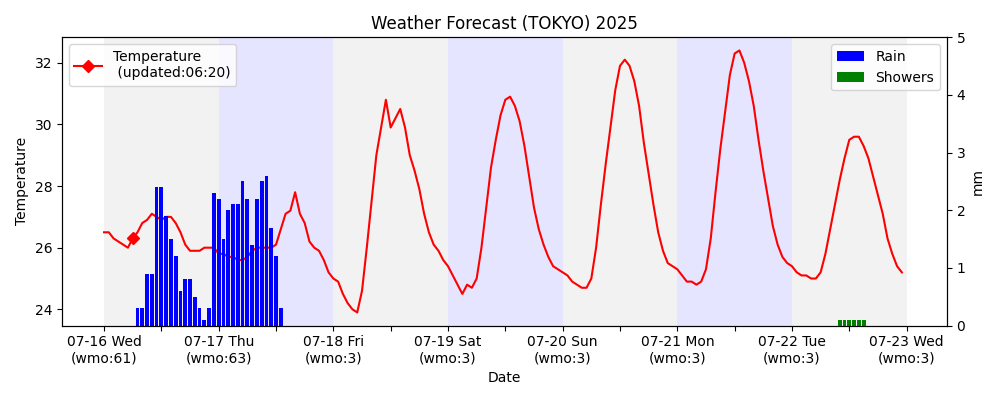 Weather Forecast (TOKYO) 2025
Temperature
(updated:06:20)
Rain
Showers
Temperature
32
30
28
26
24
5
4
3
2
1
0
mm
07-16 Wed
(wmo:61)
07-17 Thu
(wmo:63)
07-18 Fri
(wmo:3)
07-19 Sat
(wmo:3)
07-20 Sun
(wmo:3)
07-21 Mon
(wmo:3)
07-22 Tue
(wmo:3)
07-23 Wed
(wmo:3)
Date